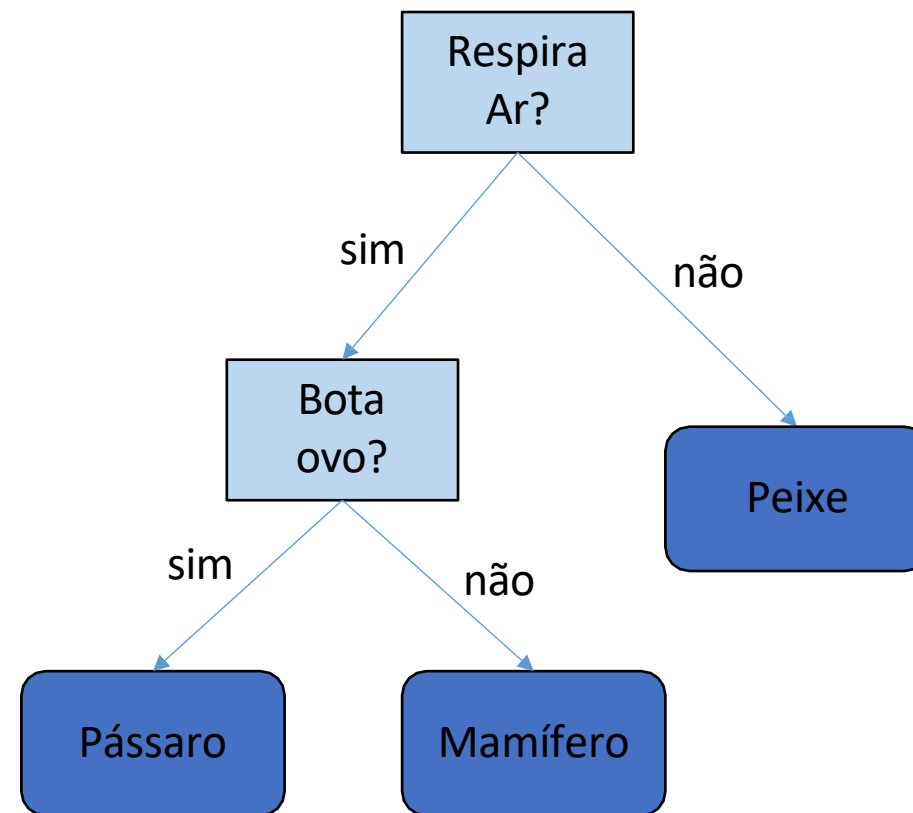 Respira
Ar?
sim
não
Bota
ovo?
Peixe
sim
não
Pássaro
Mamífero